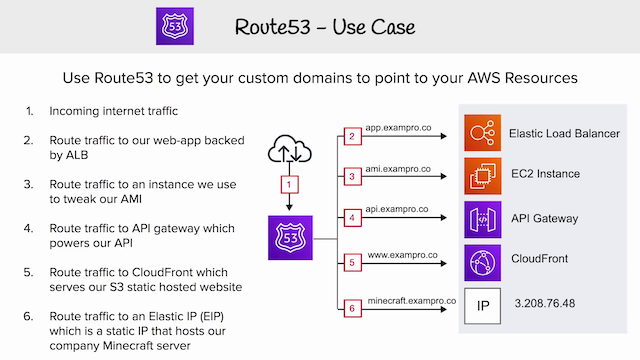 53
Route53 - Use Case
Use Route53 to get your custom domains to point to your AWS Resources
1. Incoming internet traffic
2. Route traffic to our web-app backed
by ALB
3. Route traffic to an instance we use
to tweak our AMI
4. Route traffic to API gateway which
powers our API
5. Route traffic to CloudFront which
serves our S3 static hosted website
6. Route traffic to an Elastic IP (EIP)
which is a static IP that hosts our
company Minecraft server
1
53
2 app.exampro.co
Elastic Load Balancer
3 ami.exampro.co
EC2 Instance
4 api.exampro.co
API Gateway
5 www.exampro.co
CloudFront
6 minecraft.exampro.co
IP 3.208.76.48